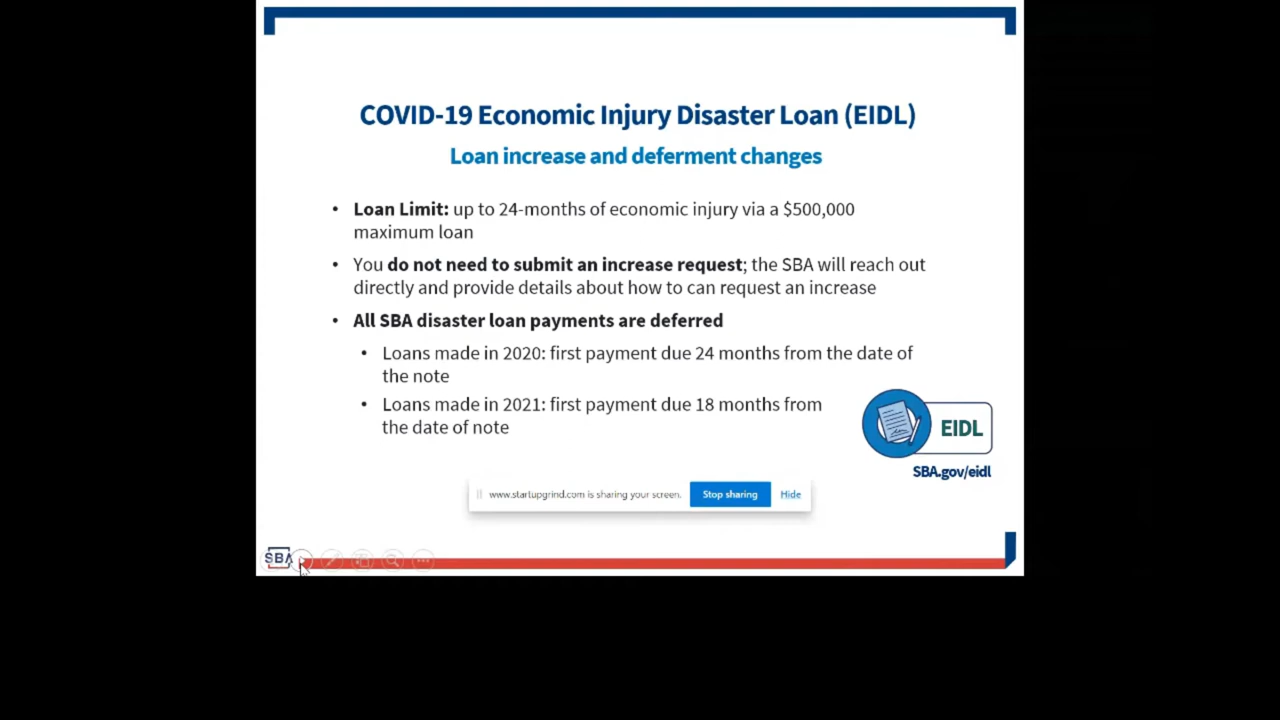 COVID-19 Economic Injury Disaster Loan (EIDL)
Loan increase and deferment changes
• Loan Limit: up to 24-months of economic injury via a $500,000
maximum loan
• You do not need to submit an increase request; the SBA will reach out
directly and provide details about how to can request an increase
• All SBA disaster loan payments are deferred
• Loans made in 2020: first payment due 24 months from the date of
the note
• Loans made in 2021: first payment due 18 months from
the date of note
EIDL
SBA.gov/eidl
www.startupgrind.com is sharing your screen.
Stop sharing
Hide
SBA